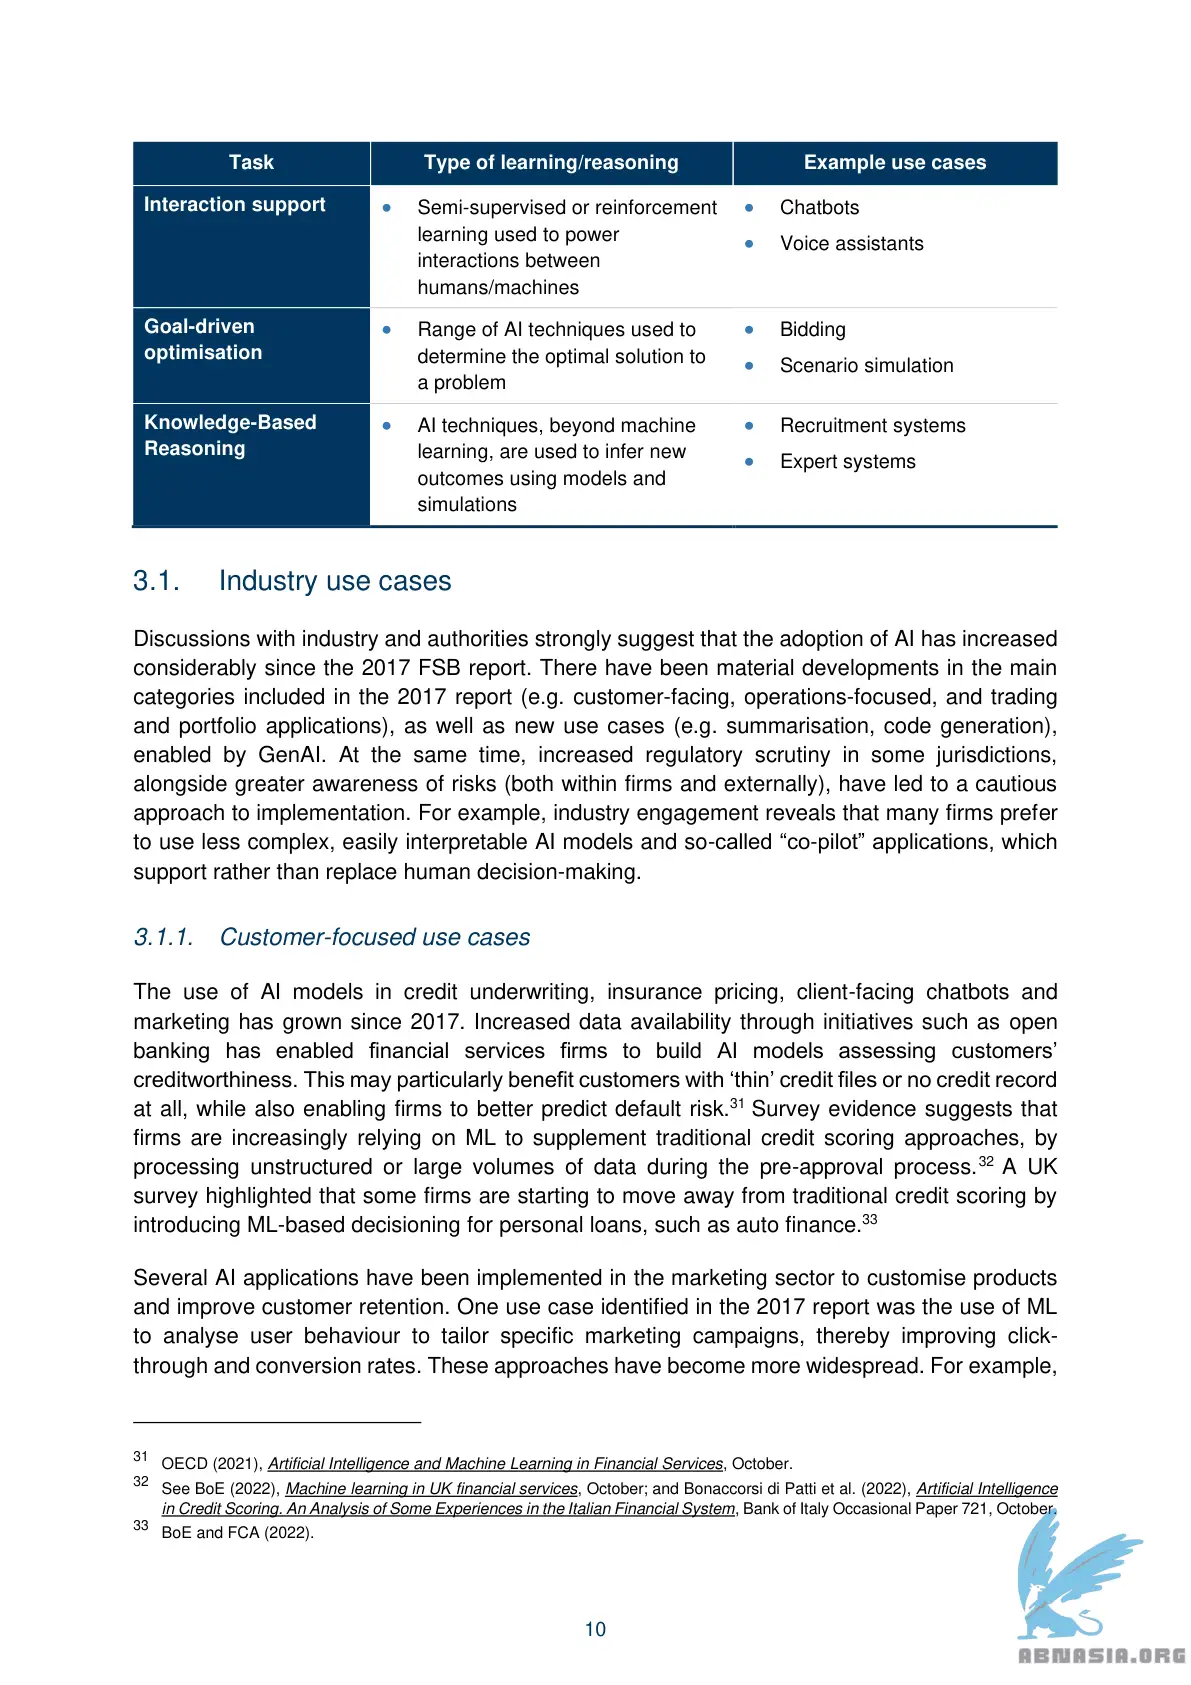 Task Type of learning/reasoning Example use cases
Interaction support
• Semi-supervised or reinforcement
learning used to power
interactions between
humans/machines
• Chatbots
• Voice assistants
Goal-driven
optimisation
• Range of AI techniques used to
determine the optimal solution to
a problem
• Bidding
• Scenario simulation
Knowledge-Based
Reasoning
• AI techniques, beyond machine
learning, are used to infer new
outcomes using models and
simulations
• Recruitment systems
• Expert systems
3.1. Industry use cases
Discussions with industry and authorities strongly suggest that the adoption of AI has increased
considerably since the 2017 FSB report. There have been material developments in the main
categories included in the 2017 report (e.g. customer-facing, operations-focused, and trading
and portfolio applications), as well as new use cases (e.g. summarisation, code generation),
enabled by GenAI. At the same time, increased regulatory scrutiny in some jurisdictions,
alongside greater awareness of risks (both within firms and externally), have led to a cautious
approach to implementation. For example, industry engagement reveals that many firms prefer
to use less complex, easily interpretable AI models and so-called “co-pilot” applications, which
support rather than replace human decision-making.
3.1.1. Customer-focused use cases
The use of AI models in credit underwriting, insurance pricing, client-facing chatbots and
marketing has grown since 2017. Increased data availability through initiatives such as open
banking has enabled financial services firms to build AI models assessing customers’
creditworthiness. This may particularly benefit customers with ‘thin’ credit files or no credit record
at all, while also enabling firms to better predict default risk.31 Survey evidence suggests that
firms are increasingly relying on ML to supplement traditional credit scoring approaches, by
processing unstructured or large volumes of data during the pre-approval process.32 A UK
survey highlighted that some firms are starting to move away from traditional credit scoring by
introducing ML-based decisioning for personal loans, such as auto finance.33
Several AI applications have been implemented in the marketing sector to customise products
and improve customer retention. One use case identified in the 2017 report was the use of ML
to analyse user behaviour to tailor specific marketing campaigns, thereby improving click-
through and conversion rates. These approaches have become more widespread. For example,
31 OECD (2021), Artificial Intelligence and Machine Learning in Financial Services, October.
32 See BoE (2022), Machine learning in UK financial services, October; and Bonaccorsi di Patti et al. (2022), Artificial Intelligence
in Credit Scoring. An Analysis of Some Experiences in the Italian Financial System, Bank of Italy Occasional Paper 721, October.
33 BoE and FCA (2022).
10
ABNASIA.ORG